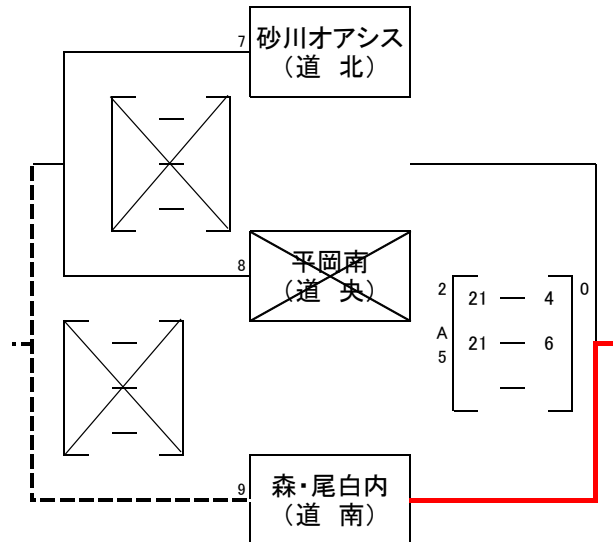 7
砂川オアシス
（道 北）
8
平岡南
（道 央）
2 21 ― 4 0
A
5
21 ― 6
―
9
森・尾白内
（道 南）